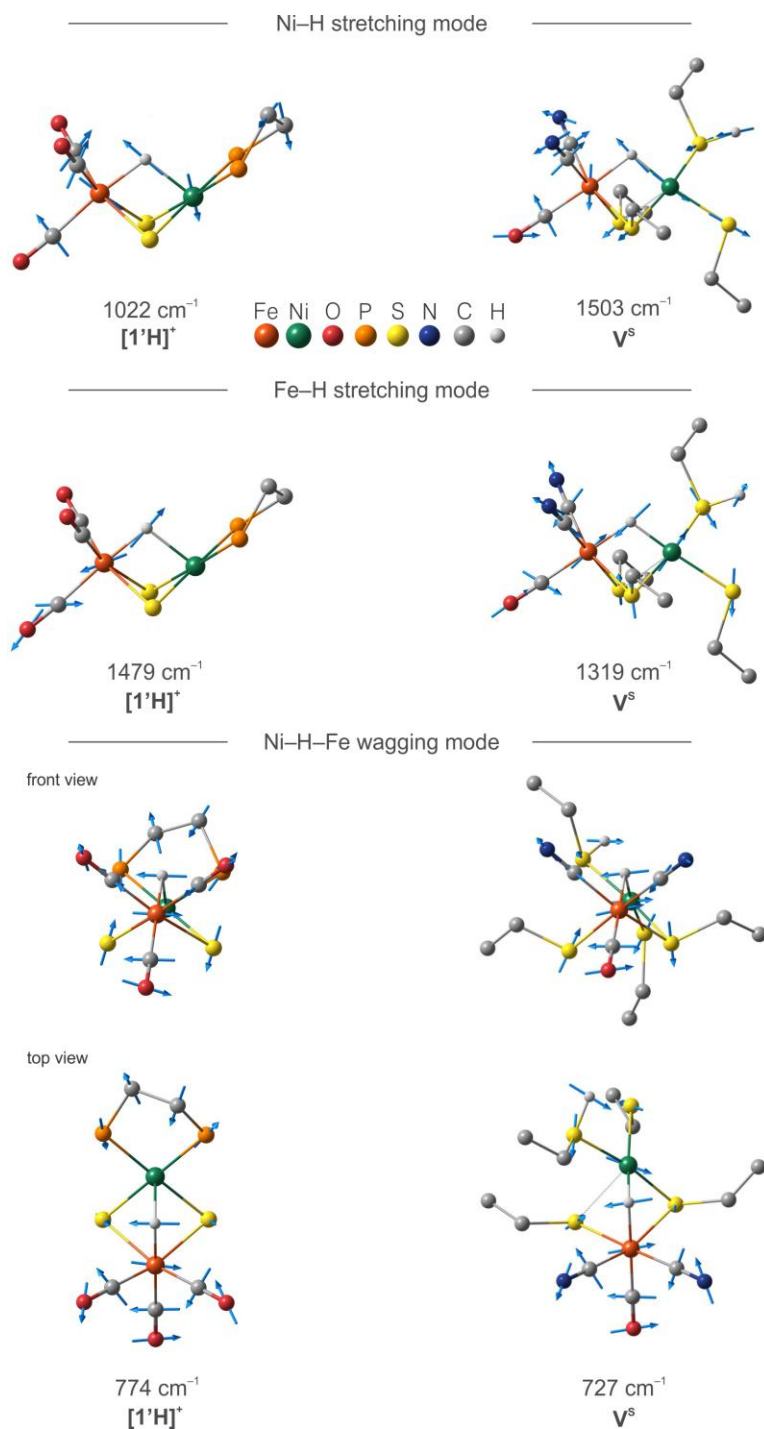 Ni–H stretching mode
1022 cm⁻¹
[1'H]⁺
Fe Ni O P S N C H
1503 cm⁻¹
Vˢ
Fe–H stretching mode
1479 cm⁻¹
[1'H]⁺
1319 cm⁻¹
Vˢ
Ni–H–Fe wagging mode
front view
top view
774 cm⁻¹
[1'H]⁺
727 cm⁻¹
Vˢ